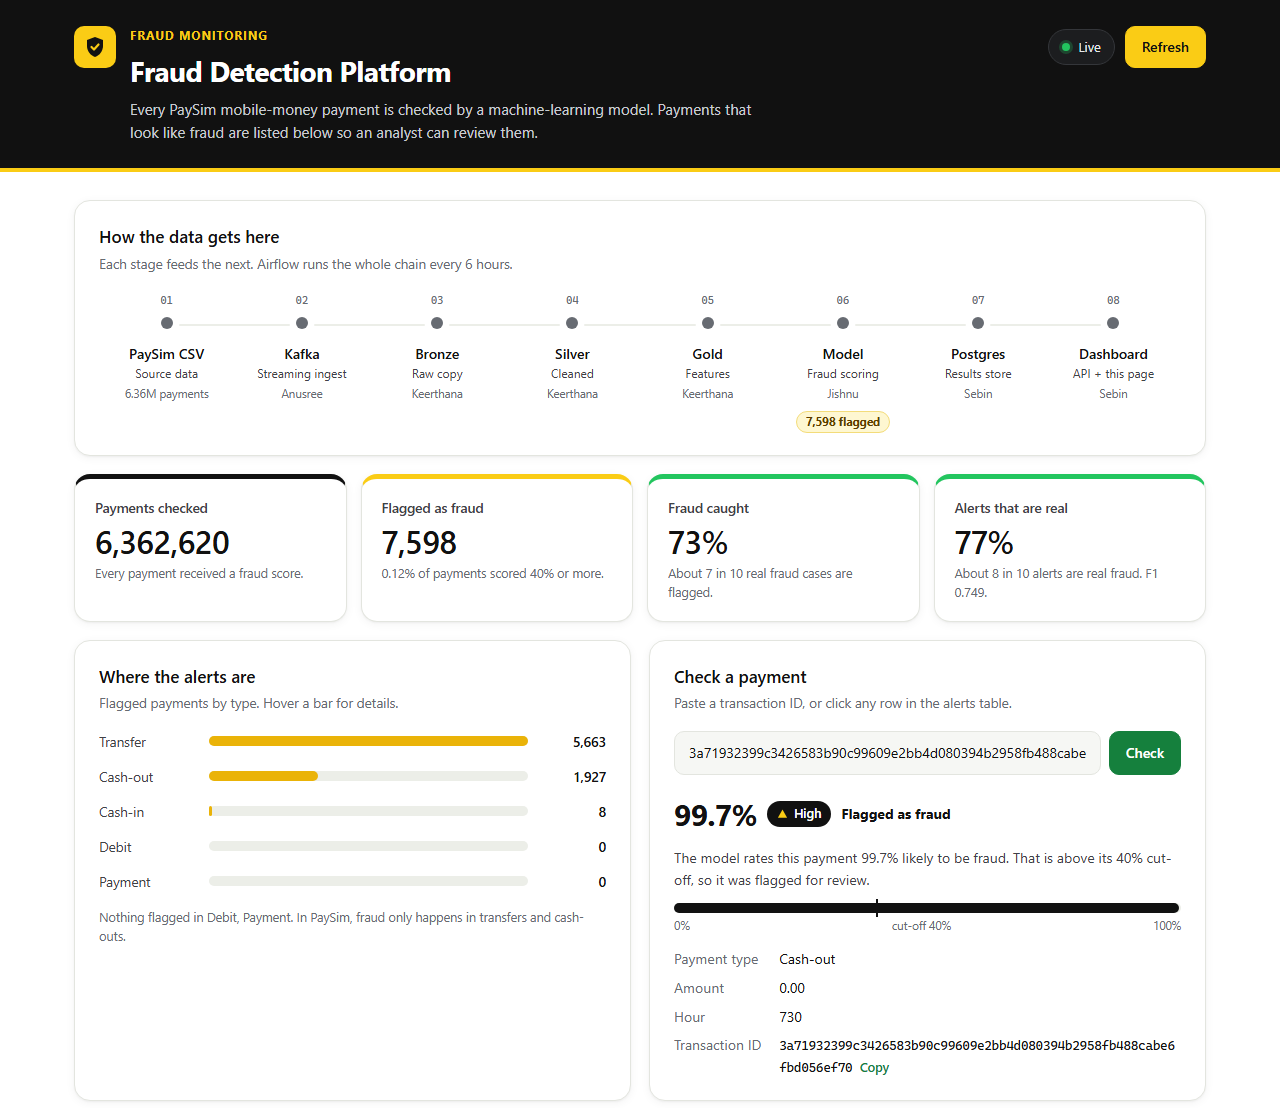 FRAUD MONITORING
Fraud Detection Platform
Every PaySim mobile-money payment is checked by a machine-learning model. Payments that
look like fraud are listed below so an analyst can review them.
Live
Refresh
How the data gets here
Each stage feeds the next. Airflow runs the whole chain every 6 hours.
01 02 03 04 05 06 07 08
PaySim CSV Kafka Bronze Silver Gold Model Postgres Dashboard
Source data Streaming ingest Raw copy Cleaned Features Fraud scoring Results store API + this page
6.36M payments Anusree Keerthana Keerthana Keerthana Jishnu Sebin Sebin
7,598 flagged
Payments checked
6,362,620
Every payment received a fraud score.
Flagged as fraud
7,598
0.12% of payments scored 40% or more.
Fraud caught
73%
About 7 in 10 real fraud cases are
flagged.
Alerts that are real
77%
About 8 in 10 alerts are real fraud. F1
0.749.
Where the alerts are
Flagged payments by type. Hover a bar for details.
Transfer 5,663
Cash-out 1,927
Cash-in 8
Debit 0
Payment 0
Nothing flagged in Debit, Payment. In PaySim, fraud only happens in transfers and cash-
outs.
Check a payment
Paste a transaction ID, or click any row in the alerts table.
3a71932399c3426583b90c99609e2bb4d080394b2958fb488cabe
Check
99.7% High Flagged as fraud
The model rates this payment 99.7% likely to be fraud. That is above its 40% cut-
off, so it was flagged for review.
0% cut-off 40% 100%
Payment type Cash-out
Amount 0.00
Hour 730
Transaction ID 3a71932399c3426583b90c99609e2bb4d080394b2958fb488cabe6
fbd056ef70 Copy